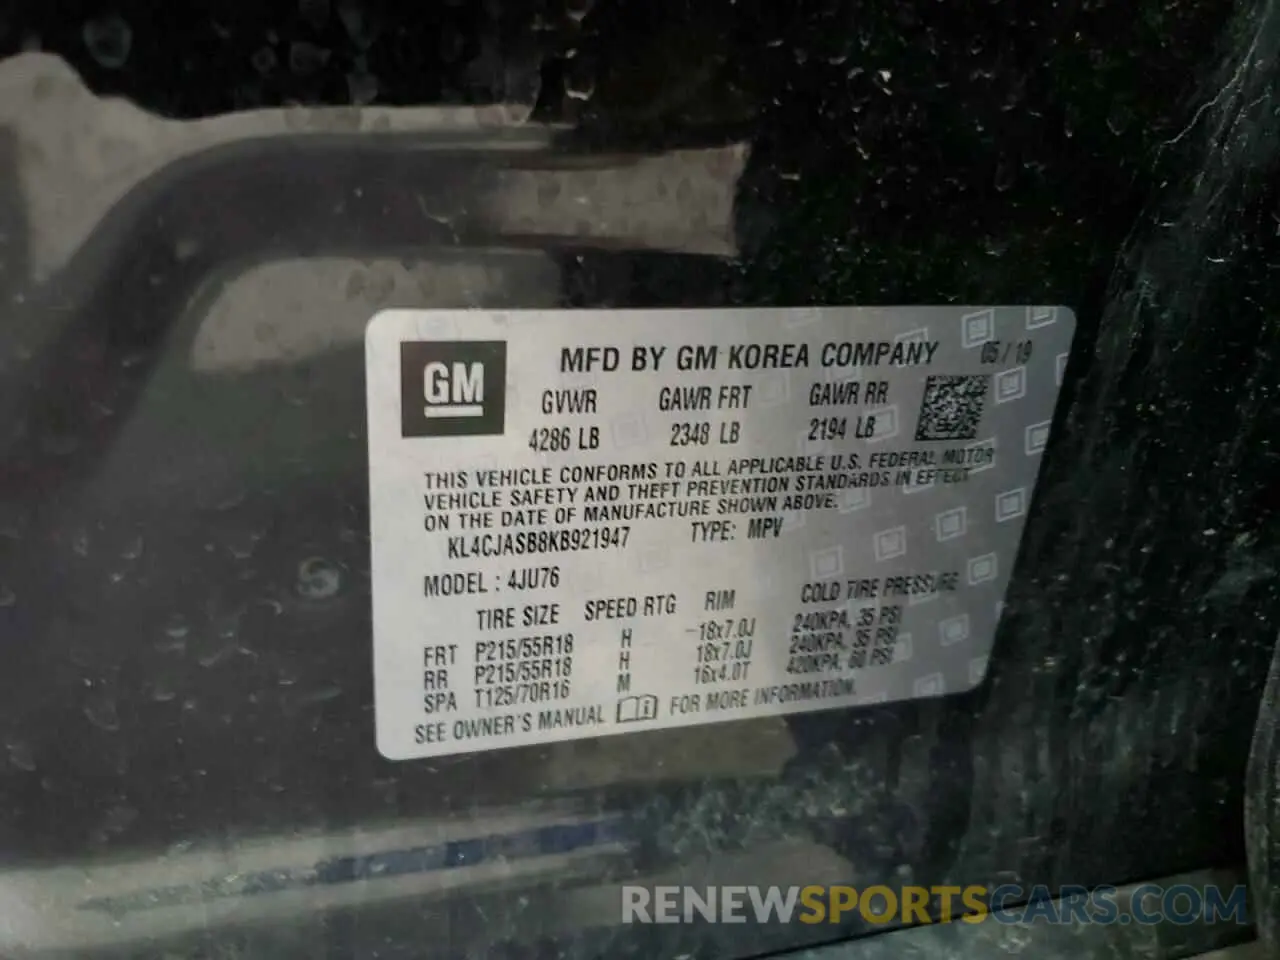 GM
MFD BY GM KOREA COMPANY 05/19
GVWR GAWR FRT GAWR RR
4286 LB 2348 LB 2194 LB
THIS VEHICLE CONFORMS TO ALL APPLICABLE U.S. FEDERAL MOTOR
VEHICLE SAFETY AND THEFT PREVENTION STANDARDS IN EFFECT
ON THE DATE OF MANUFACTURE SHOWN ABOVE.
KL4CJASB8KB921947 TYPE: MPV
MODEL : 4JU76
TIRE SIZE SPEED RTG RIM COLD TIRE PRESSURE
FRT P215/55R18 H 18x7.0J 240KPA, 35 PSI
RR P215/55R18 H 18x7.0J 240KPA, 35 PSI
SPA T125/70R16 M 16x4.0T 420KPA, 60 PSI
SEE OWNER'S MANUAL FOR MORE INFORMATION.
RENEWSPORTSCARS.COM